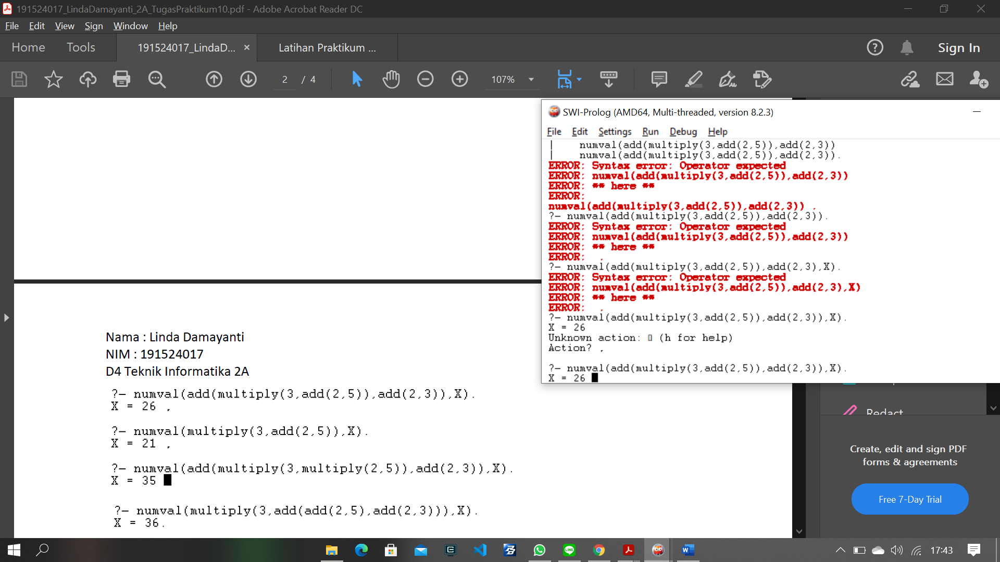 191524017_LindaDamayanti_2A_TugasPraktikum10.pdf - Adobe Acrobat Reader DC
File Edit View Sign Window Help
Home Tools 191524017_LindaD... × Latihan Praktikum ... Sign In
2 / 4 107%
SWI-Prolog (AMD64, Multi-threaded, version 8.2.3)
File Edit Settings Run Debug Help
| numval(add(multiply(3,add(2,5)),add(2,3))
| numval(add(multiply(3,add(2,5)),add(2,3)).
ERROR: Syntax error: Operator expected
ERROR: numval(add(multiply(3,add(2,5)),add(2,3))
ERROR: ** here **
ERROR:
numval(add(multiply(3,add(2,5)),add(2,3)) .
?- numval(add(multiply(3,add(2,5)),add(2,3)).
ERROR: Syntax error: Operator expected
ERROR: numval(add(multiply(3,add(2,5)),add(2,3))
ERROR: ** here **
ERROR: .
?- numval(add(multiply(3,add(2,5)),add(2,3),X).
ERROR: Syntax error: Operator expected
ERROR: numval(add(multiply(3,add(2,5)),add(2,3),X)
ERROR: ** here **
ERROR: .
?- numval(add(multiply(3,add(2,5)),add(2,3)),X).
X = 26
Unknown action: (h for help)
Action? .
?- numval(add(multiply(3,add(2,5)),add(2,3)),X).
X = 26
Nama : Linda Damayanti
NIM : 191524017
D4 Teknik Informatika 2A
?- numval(add(multiply(3,add(2,5)),add(2,3)),X).
X = 26 .
?- numval(multiply(3,add(2,5)),X).
X = 21 .
?- numval(add(multiply(3,multiply(2,5)),add(2,3)),X).
X = 35
?- numval(multiply(3,add(add(2,5),add(2,3))),X).
X = 36.
Redact
Create, edit and sign PDF
forms & agreements
Free 7-Day Trial
17:43